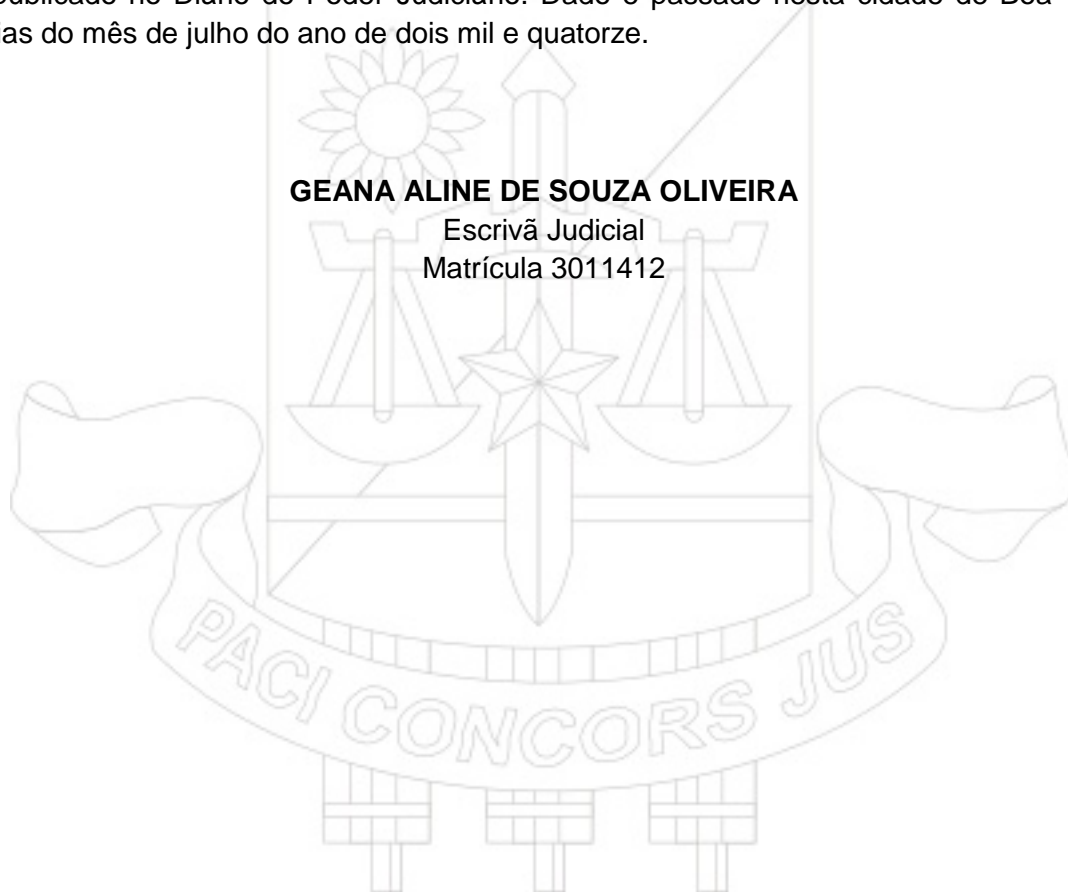 Publicado no Diário do Poder Judiciário. Dado e passado nesta cidade de Boa
ias do mês de julho do ano de dois mil e quatorze.
GEANA ALINE DE SOUZA OLIVEIRA
Escrivã Judicial
Matrícula 3011412
PACI CONCORS JUS